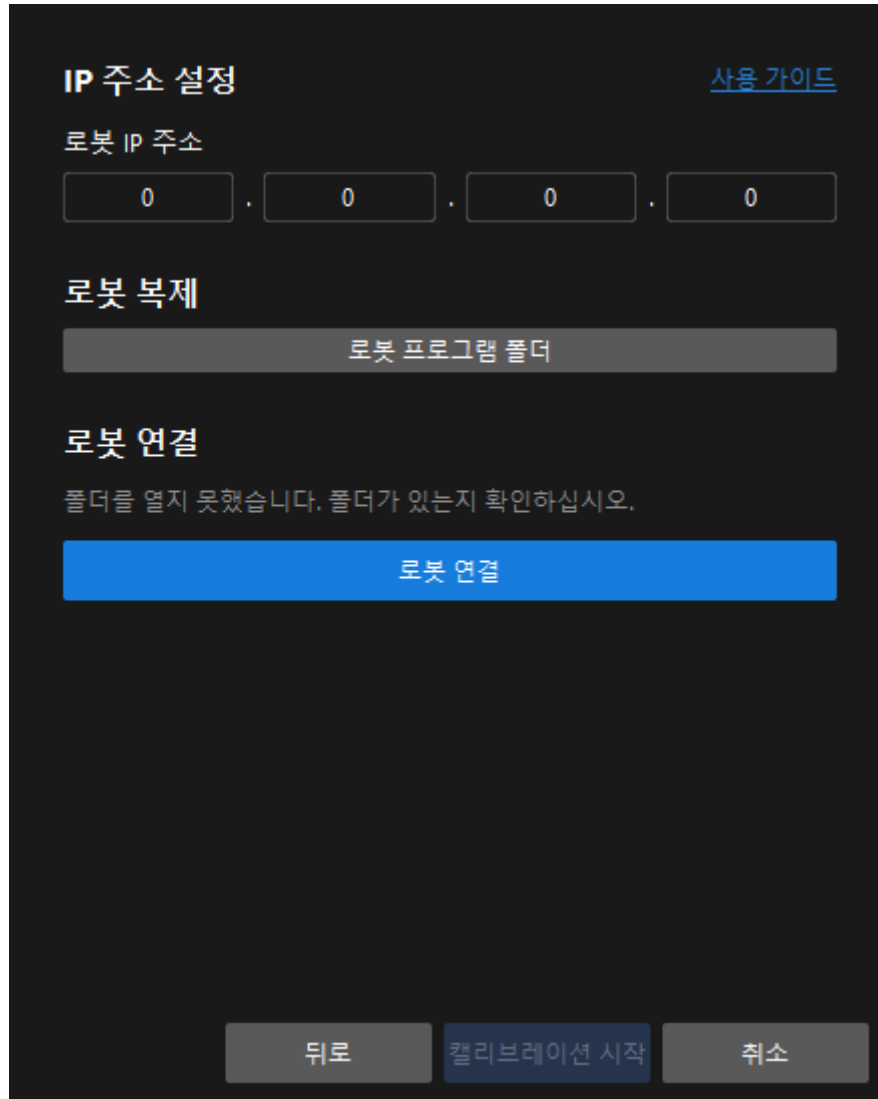 IP 주소 설정 사용 가이드
로봇 IP 주소
0 . 0 . 0 . 0
로봇 복제
로봇 프로그램 폴더
로봇 연결
폴더를 열지 못했습니다. 폴더가 있는지 확인하십시오.
로봇 연결
뒤로 캘리브레이션 시작 취소